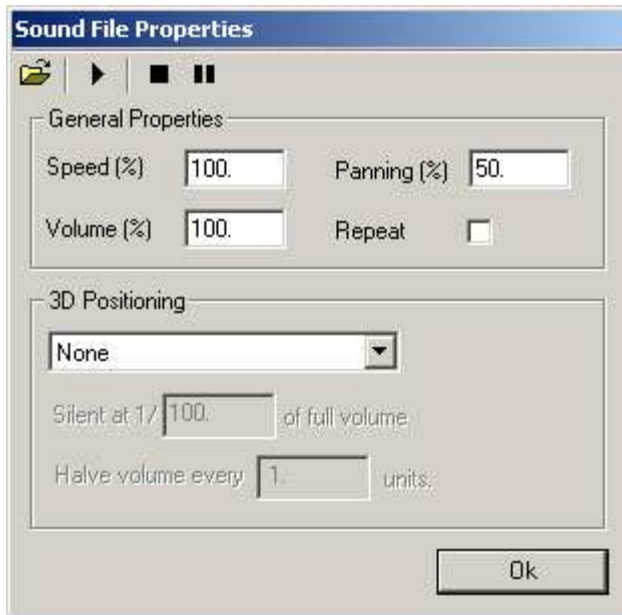 Sound File Properties
General Properties
Speed (%) 100. Panning (%) 50.
Volume (%) 100. Repeat
3D Positioning
None
Silent at 1/ 100. of full volume
Halve volume every 1. units.
Ok